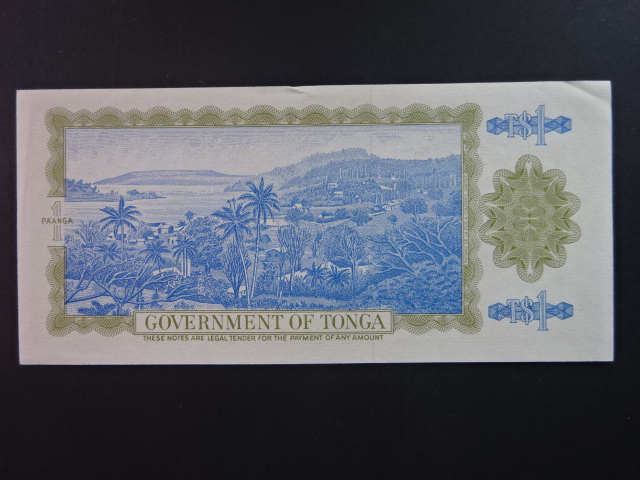 T$1
1
PA'ANGA
T$1
GOVERNMENT OF TONGA
THESE NOTES ARE LEGAL TENDER FOR THE PAYMENT OF ANY AMOUNT